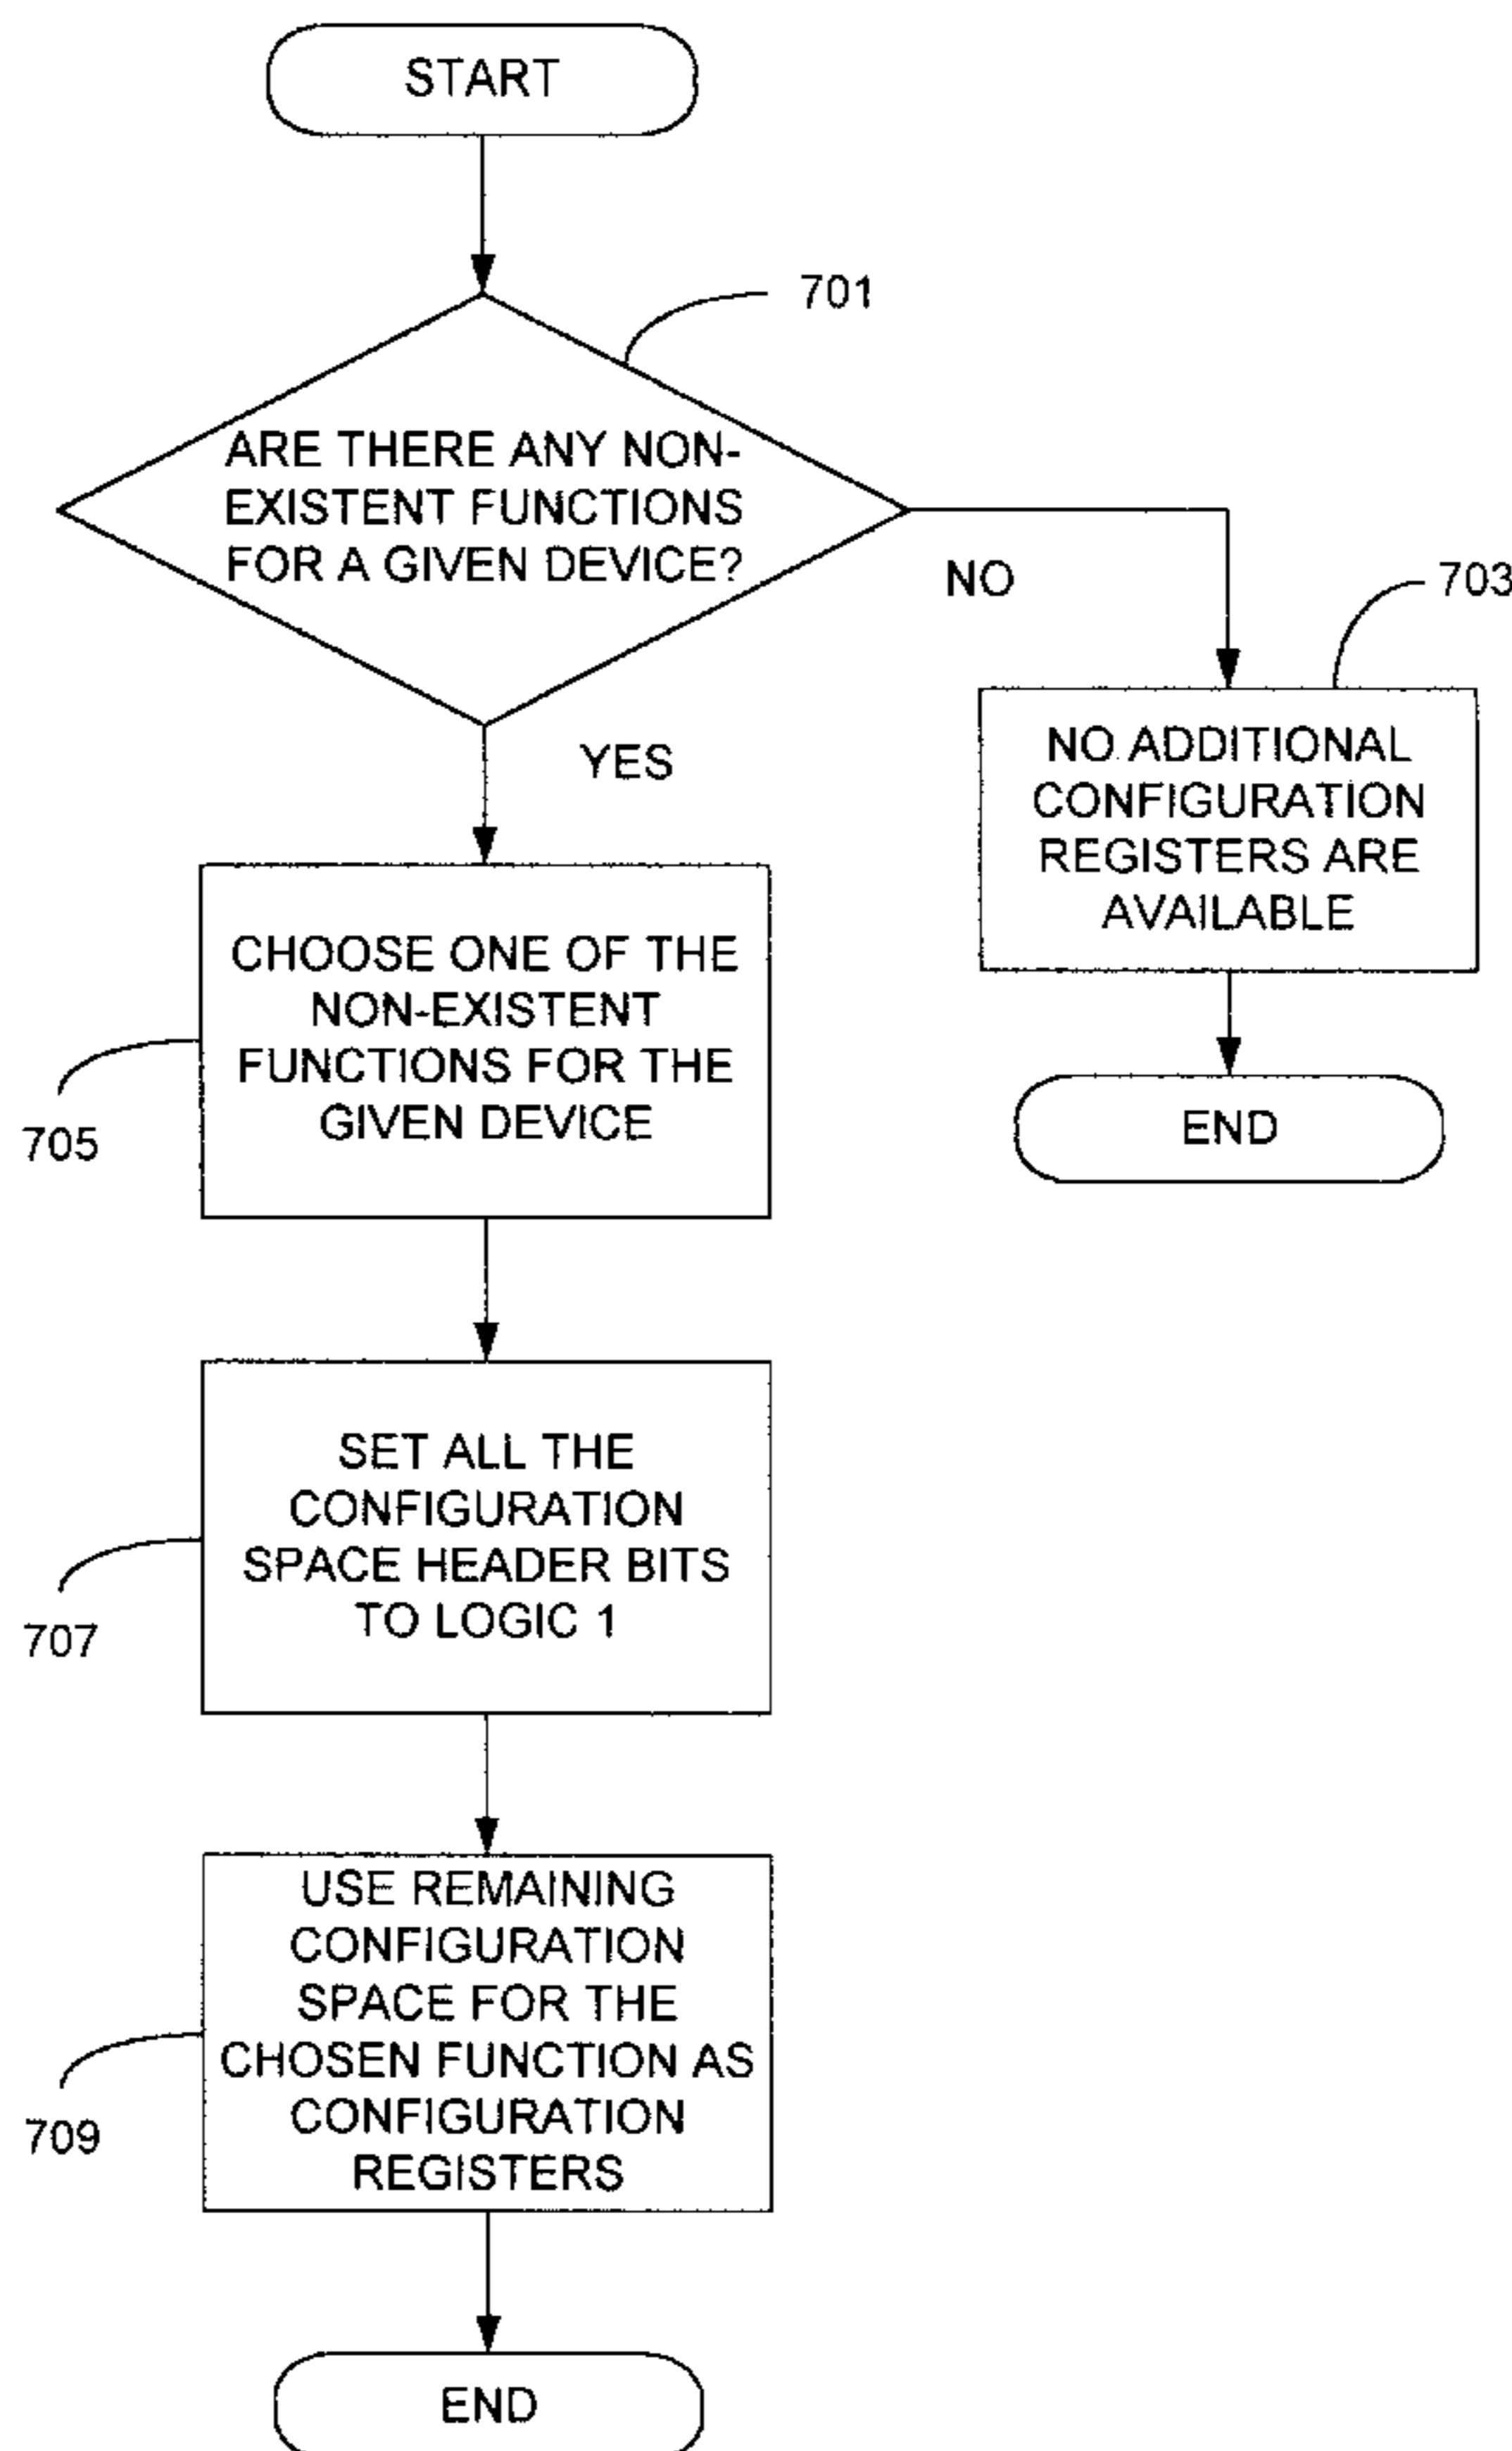 START
701
ARE THERE ANY NON-
EXISTENT FUNCTIONS
FOR A GIVEN DEVICE?
NO
703
NO ADDITIONAL
CONFIGURATION
REGISTERS ARE
AVAILABLE
END
YES
CHOOSE ONE OF THE
NON-EXISTENT
FUNCTIONS FOR THE
GIVEN DEVICE
705
SET ALL THE
CONFIGURATION
SPACE HEADER BITS
TO LOGIC 1
707
USE REMAINING
CONFIGURATION
SPACE FOR THE
CHOSEN FUNCTION AS
CONFIGURATION
REGISTERS
709
END